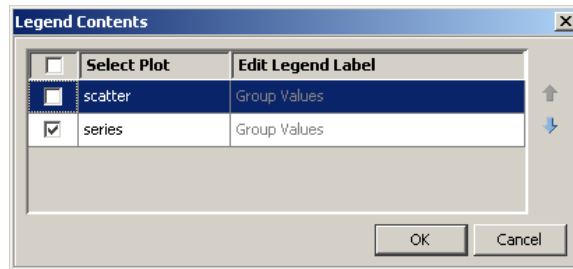 Legend Contents
Select Plot Edit Legend Label
scatter Group Values
series Group Values
OK Cancel